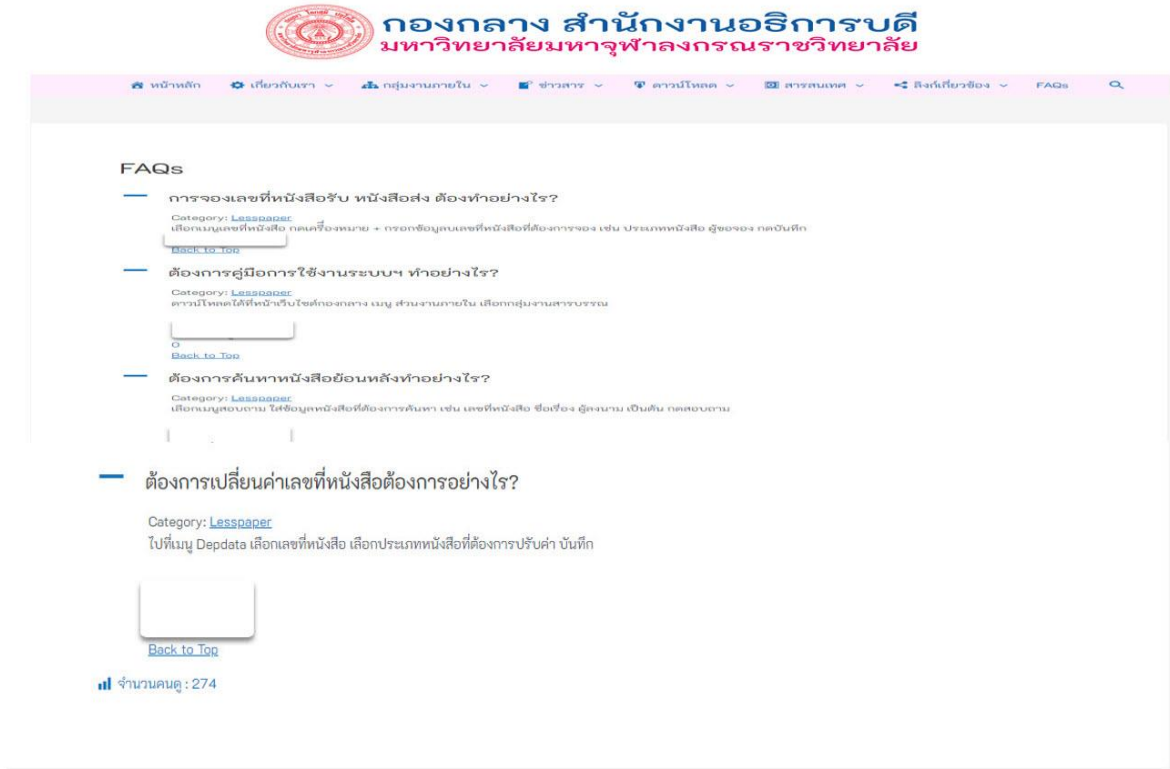 กองกลาง สำนักงานอธิการบดี
มหาวิทยาลัยมหาจุฬาลงกรณราชวิทยาลัย
หน้าหลัก เกี่ยวกับเรา กลุ่มงานภายใน ข่าวสาร ดาวน์โหลด สารสนเทศ ลิงก์เกี่ยวข้อง FAQs
FAQs
การจองเลขที่หนังสือรับ หนังสือส่ง ต้องทำอย่างไร?
Category: Lesspaper
เลือกเมนูเลขที่หนังสือ กดเครื่องหมาย + กรอกข้อมูลบเลขที่หนังสือที่ต้องการจอง เช่น ประเภทหนังสือ ผู้ขอจอง กดบันทึก
Back to Top
ต้องการคู่มือการใช้งานระบบฯ ทำอย่างไร?
Category: Lesspaper
ดาวน์โหลดได้ที่หน้าเว็บไซต์กองกลาง เมนู ส่วนงานภายใน เลือกกลุ่มงานสารบรรณ
0
Back to Top
ต้องการค้นหาหนังสือย้อนหลังทำอย่างไร?
Category: Lesspaper
เลือกเมนูสอบถาม ใส่ข้อมูลหนังสือที่ต้องการค้นหา เช่น เลขที่หนังสือ ชื่อเรื่อง ผู้ลงนาม เป็นต้น กดสอบถาม
ต้องการเปลี่ยนค่าเลขที่หนังสือต้องการอย่างไร?
Category: Lesspaper
ไปที่เมนู Depdata เลือกเลขที่หนังสือ เลือกประเภทหนังสือที่ต้องการปรับค่า บันทึก
Back to Top
จำนวนคนดู : 274